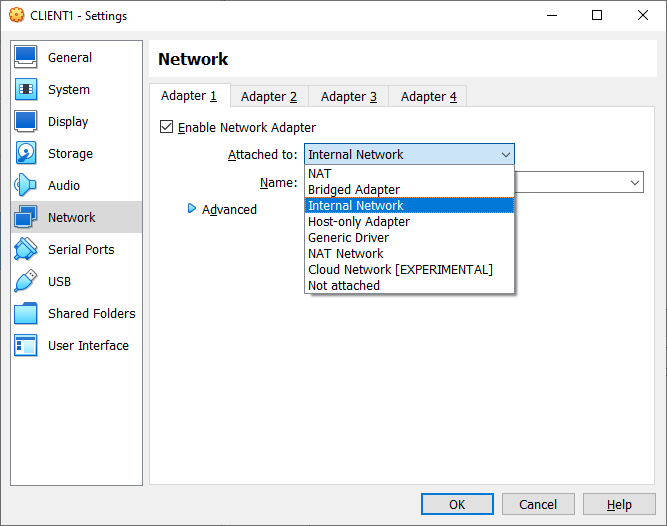 CLIENT1 - Settings
General
System
Display
Storage
Audio
Network
Serial Ports
USB
Shared Folders
User Interface
Network
Adapter 1 Adapter 2 Adapter 3 Adapter 4
Enable Network Adapter
Attached to: Internal Network
Name:
Advanced
NAT
Bridged Adapter
Internal Network
Host-only Adapter
Generic Driver
NAT Network
Cloud Network [EXPERIMENTAL]
Not attached
OK Cancel Help